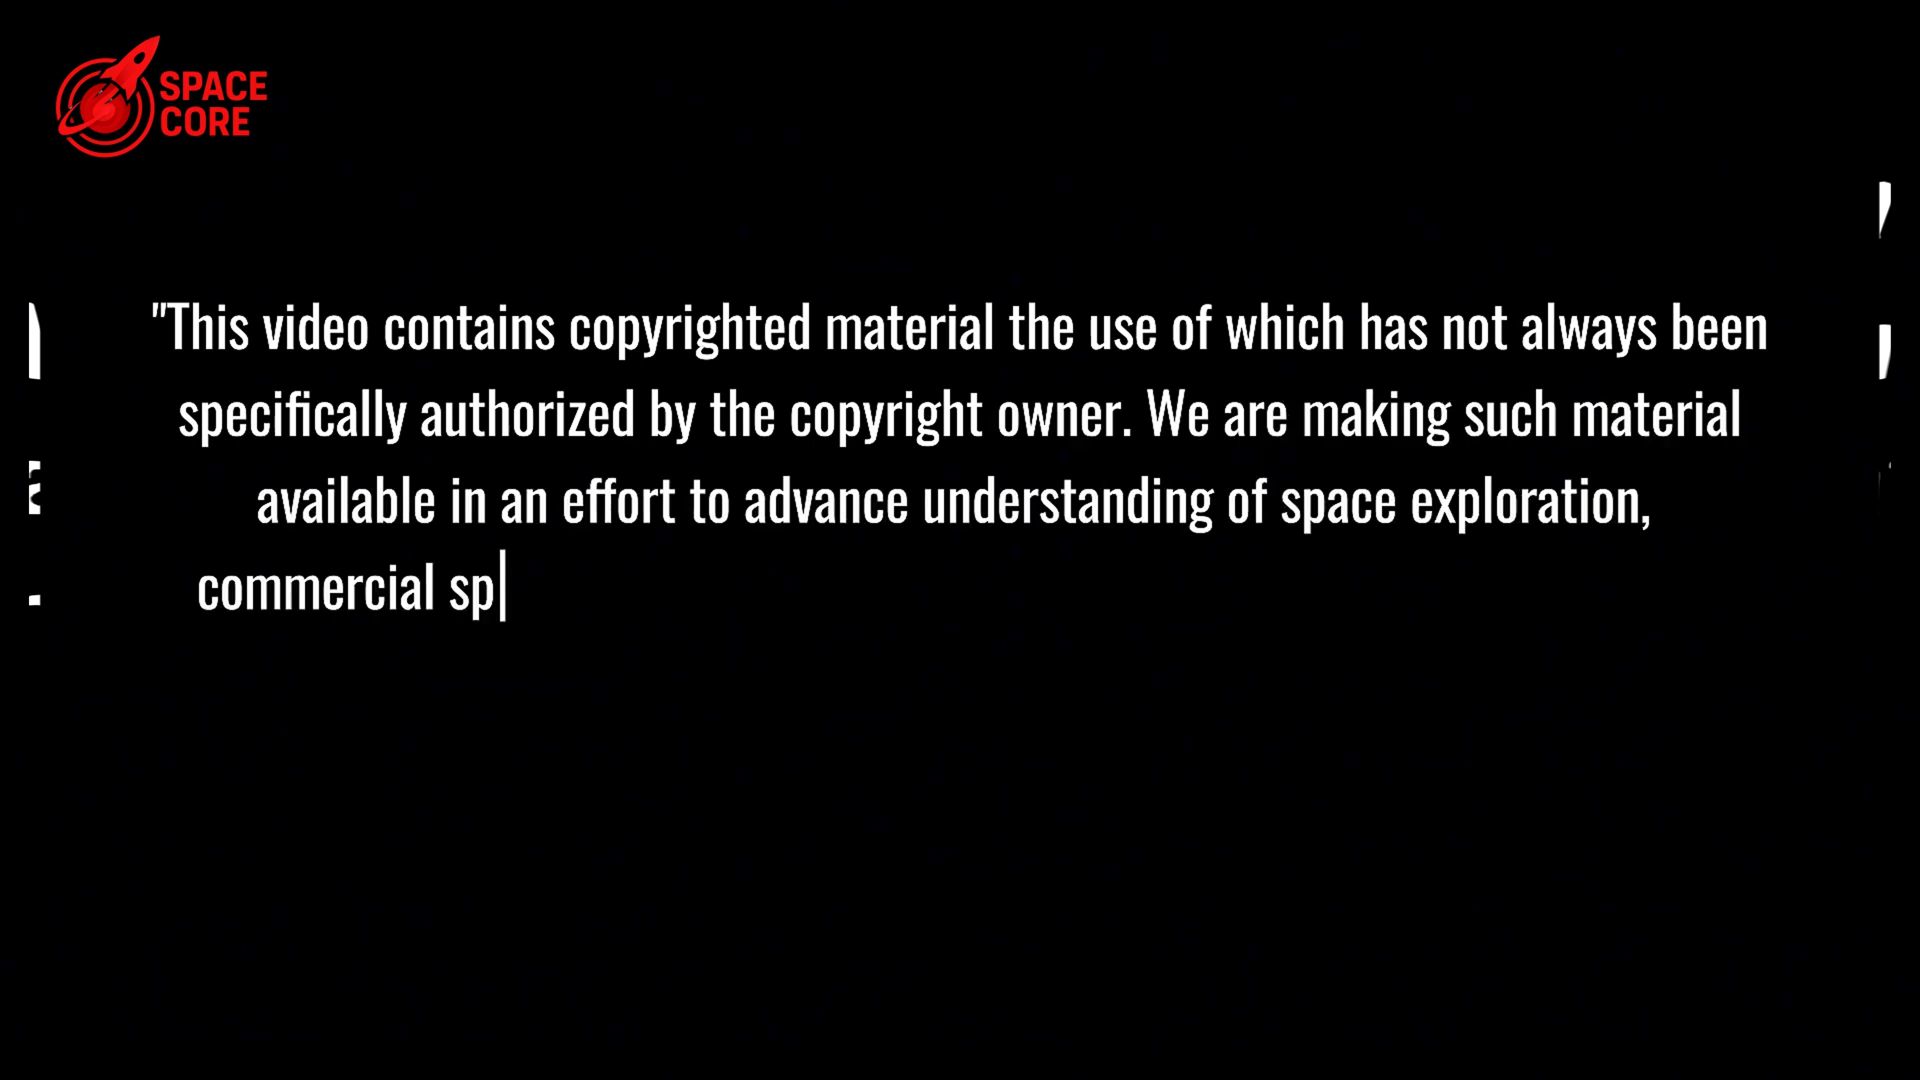 SPACE
CORE
"This video contains copyrighted material the use of which has not always been
specifically authorized by the copyright owner. We are making such material
available in an effort to advance understanding of space exploration,
commercial sp